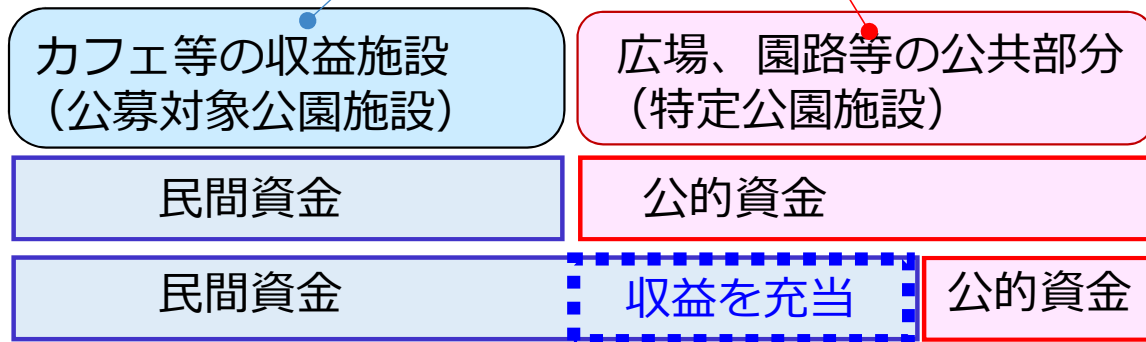 カフェ等の収益施設
（公募対象公園施設）
広場、園路等の公共部分
（特定公園施設）
民間資金
公的資金
民間資金
収益を充当
公的資金